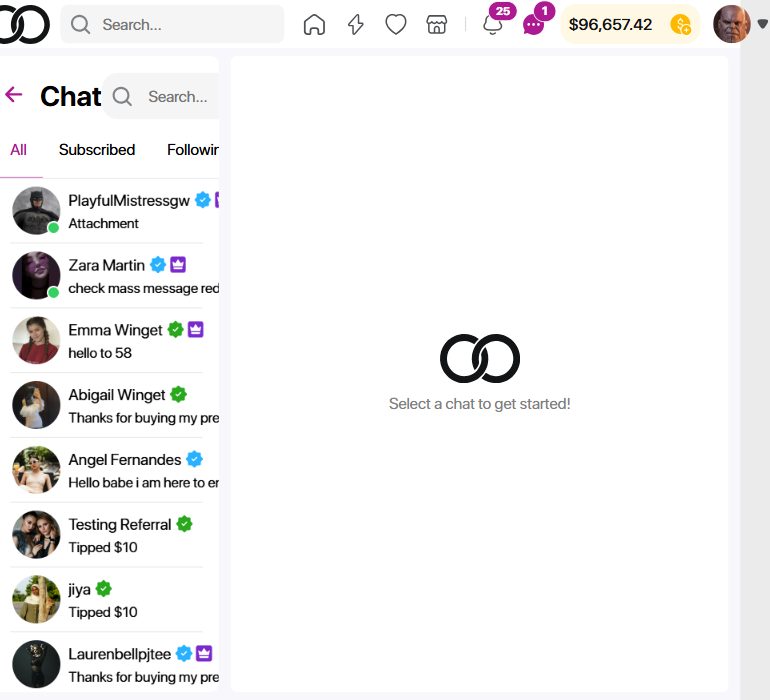 Search...
25
1
$96,657.42
Chat
Search...
All
Subscribed
Followin
PlayfulMistressgw
Attachment
Zara Martin
check mass message red
Emma Winget
hello to 58
Abigail Winget
Thanks for buying my pre
Angel Fernandes
Hello babe i am here to en
Testing Referral
Tipped $10
jiya
Tipped $10
Laurenbellpjtee
Thanks for buying my pre
Select a chat to get started!